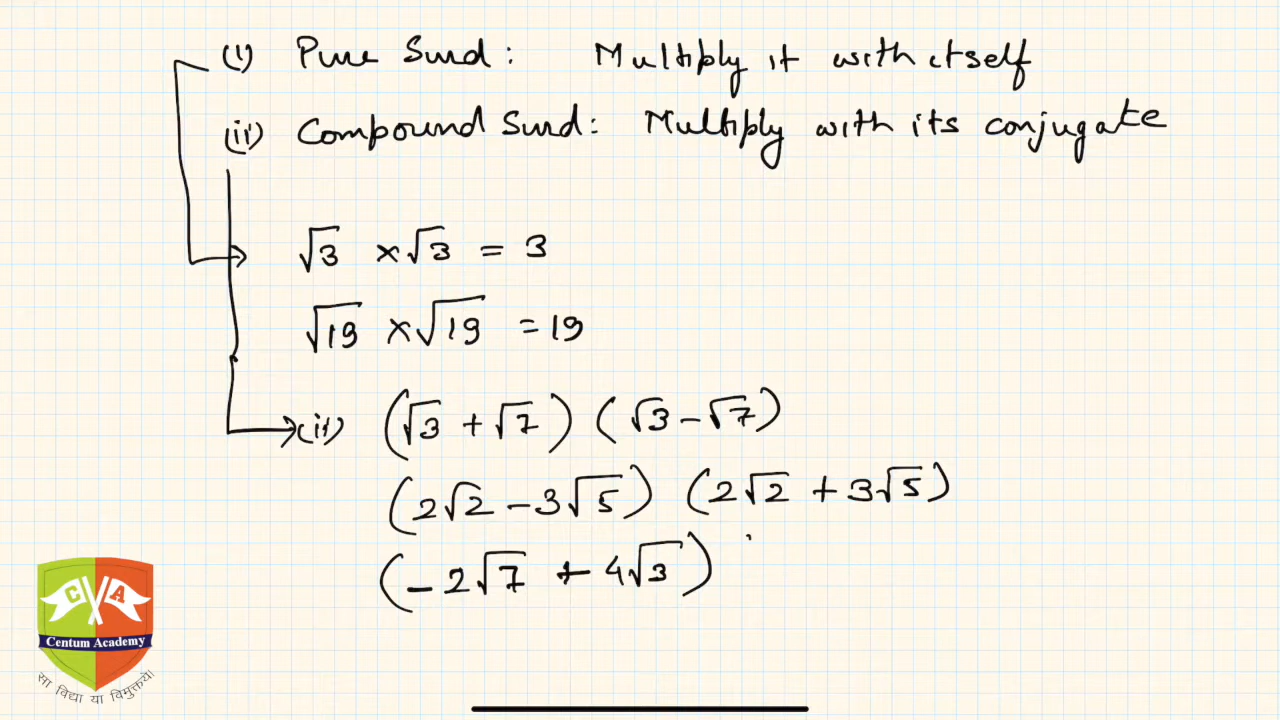 (i) Pure Surd : Multiply it with itself
(ii) Compound Surd : Multiply with its conjugate
√3 × √3 = 3
√19 × √19 = 19
(ii) (√3 + √7) (√3 − √7)
(2√2 − 3√5) (2√2 + 3√5)
(− 2√7 + 4√3)
C A
Centum Academy
सा विद्या या विमुक्तये।